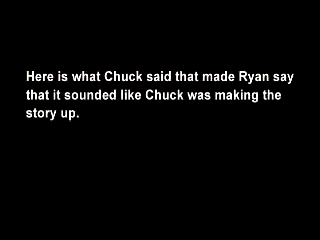 Here is what Chuck said that made Ryan say
that it sounded like Chuck was making the
story up.